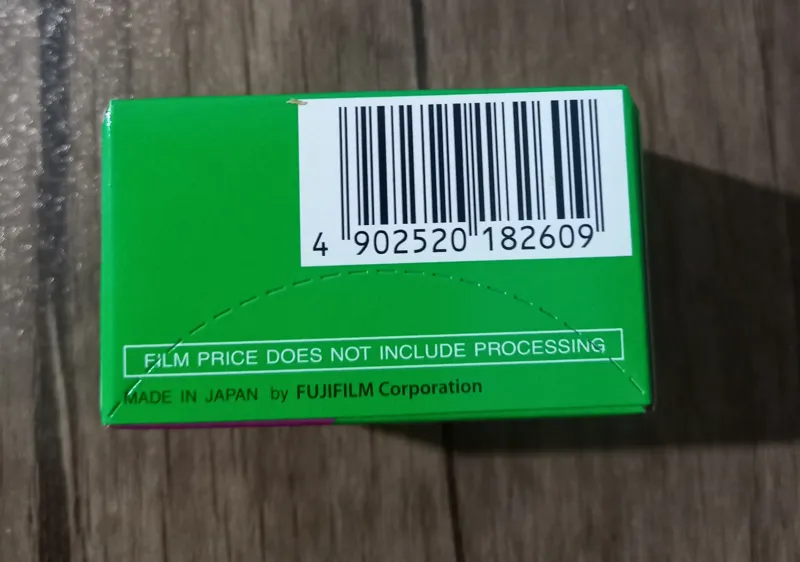 4 902520 182609
FILM PRICE DOES NOT INCLUDE PROCESSING
MADE IN JAPAN by FUJIFILM Corporation